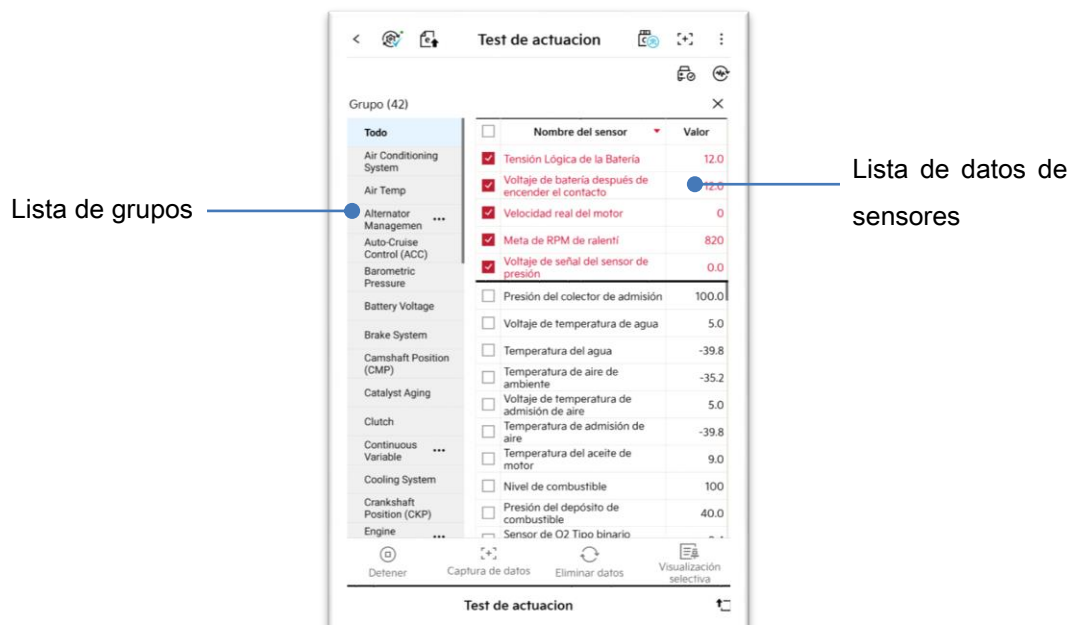 Test de actuacion
Grupo (42)
Todo
Air Conditioning
System
Air Temp
Alternator
Managemen
...
Auto-Cruise
Control (ACC)
Barometric
Pressure
Battery Voltage
Brake System
Camshaft Position
(CMP)
Catalyst Aging
Clutch
Continuous
Variable
...
Cooling System
Crankshaft
Position (CKP)
Engine
...
Nombre del sensor Valor
Tensión Lógica de la Batería 12.0
Voltaje de batería después de
encender el contacto 12.0
Velocidad real del motor 0
Meta de RPM de ralentí 820
Voltaje de señal del sensor de
presión 0.0
Presión del colector de admisión 100.0
Voltaje de temperatura de agua 5.0
Temperatura del agua -39.8
Temperatura de aire de
ambiente -35.2
Voltaje de temperatura de
admisión de aire 5.0
Temperatura de admisión de
aire -39.8
Temperatura del aceite de
motor 9.0
Nivel de combustible 100
Presión del depósito de
combustible 40.0
Sensor de O2 Tipo binario
Detener
Captura de datos
Eliminar datos
Visualización
selectiva
Test de actuacion
Lista de grupos
Lista de datos de
sensores